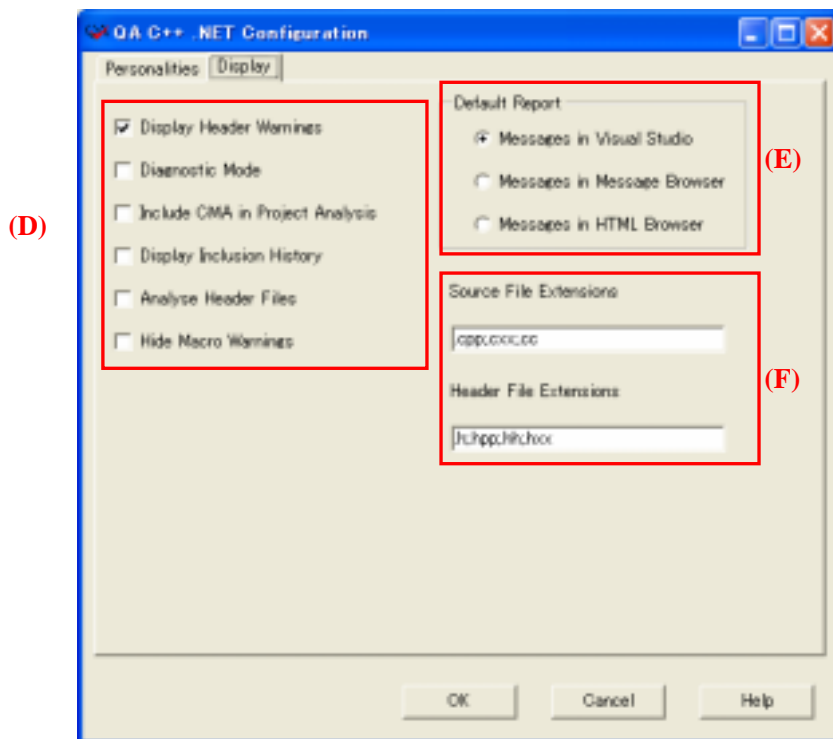 QA C++ .NET Configuration
Personalities
Display
(D)
Display Header Warnings
Diagnostic Mode
Include CMA in Project Analysis
Display Inclusion History
Analyse Header Files
Hide Macro Warnings
Default Report
Messages in Visual Studio
Messages in Message Browser
Messages in HTML Browser
(E)
Source File Extensions
.cpp;cxx;cc
Header File Extensions
.h;hpp;hh;hxx
(F)
OK
Cancel
Help